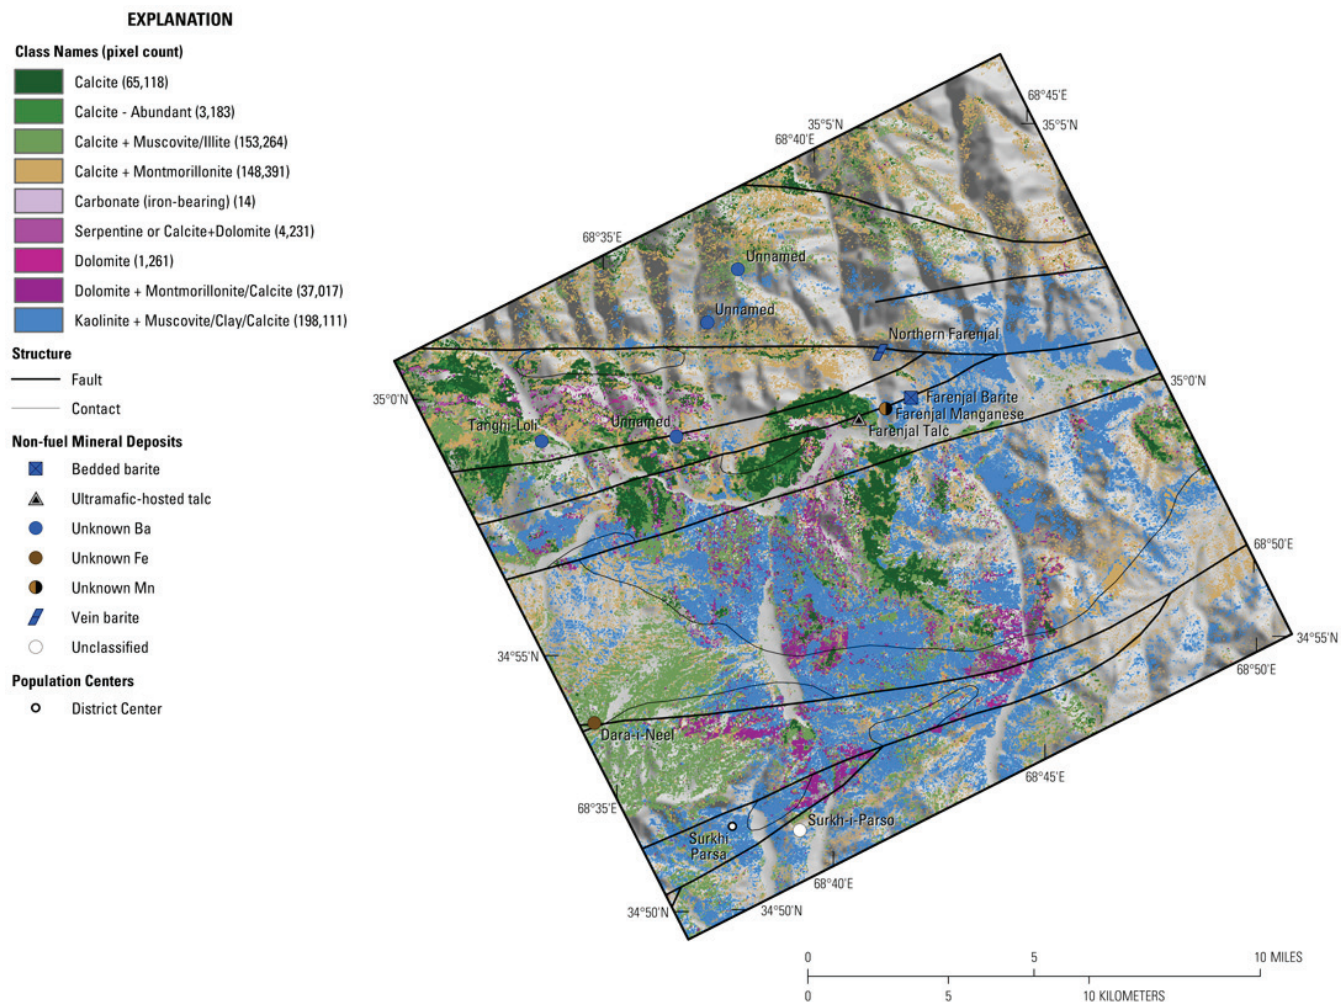 EXPLANATION
Class Names (pixel count)
Calcite (65,118)
Calcite - Abundant (3,183)
Calcite + Muscovite/Illite (153,264)
Calcite + Montmorillonite (148,391)
Carbonate (iron-bearing) (14)
Serpentine or Calcite+Dolomite (4,231)
Dolomite (1,261)
Dolomite + Montmorillonite/Calcite (37,017)
Kaolinite + Muscovite/Clay/Calcite (198,111)
Structure
Fault
Contact
Non-fuel Mineral Deposits
Bedded barite
Ultramafic-hosted talc
Unknown Ba
Unknown Fe
Unknown Mn
Vein barite
Unclassified
Population Centers
District Center
68°45'E
35°5'N
35°5'N
68°40'E
68°35'E
Unnamed
Unnamed
Northern Farenjal
35°0'N
35°0'N
Farenjal Barite
Farenjal Manganese
Farenjal Talc
Tanghi-Loli
Unnamed
68°50'E
34°55'N
34°55'N
68°50'E
Dara-i-Neel
68°45'E
68°35'E
Surkh-i-Parso
Surkhi
Parsa
68°40'E
34°50'N
34°50'N
0 5 10 MILES
0 5 10 KILOMETERS